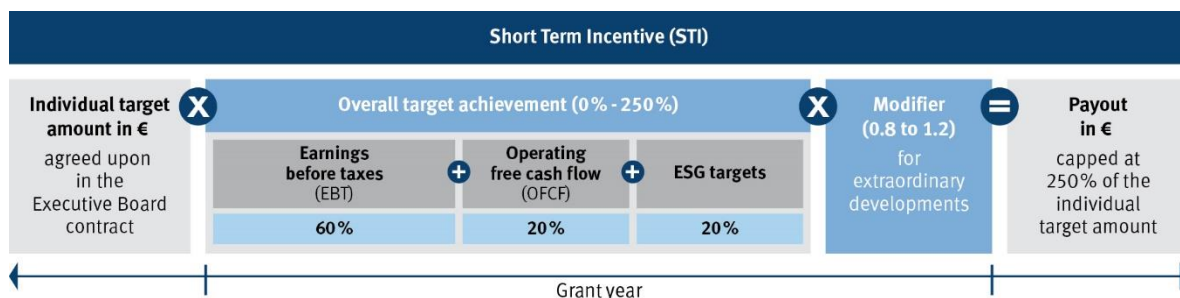 Short Term Incentive (STI)
Individual target
amount in €
agreed upon
in the
Executive Board
contract
X
Overall target achievement (0% - 250%)
Earnings
before taxes
(EBT)
60%
+
Operating
free cash flow
(OFCF)
20%
+
ESG targets
20%
X
Modifier
(0.8 to 1.2)
for
extraordinary
developments
=
Payout
in €
capped at
250% of the
individual
target amount
Grant year